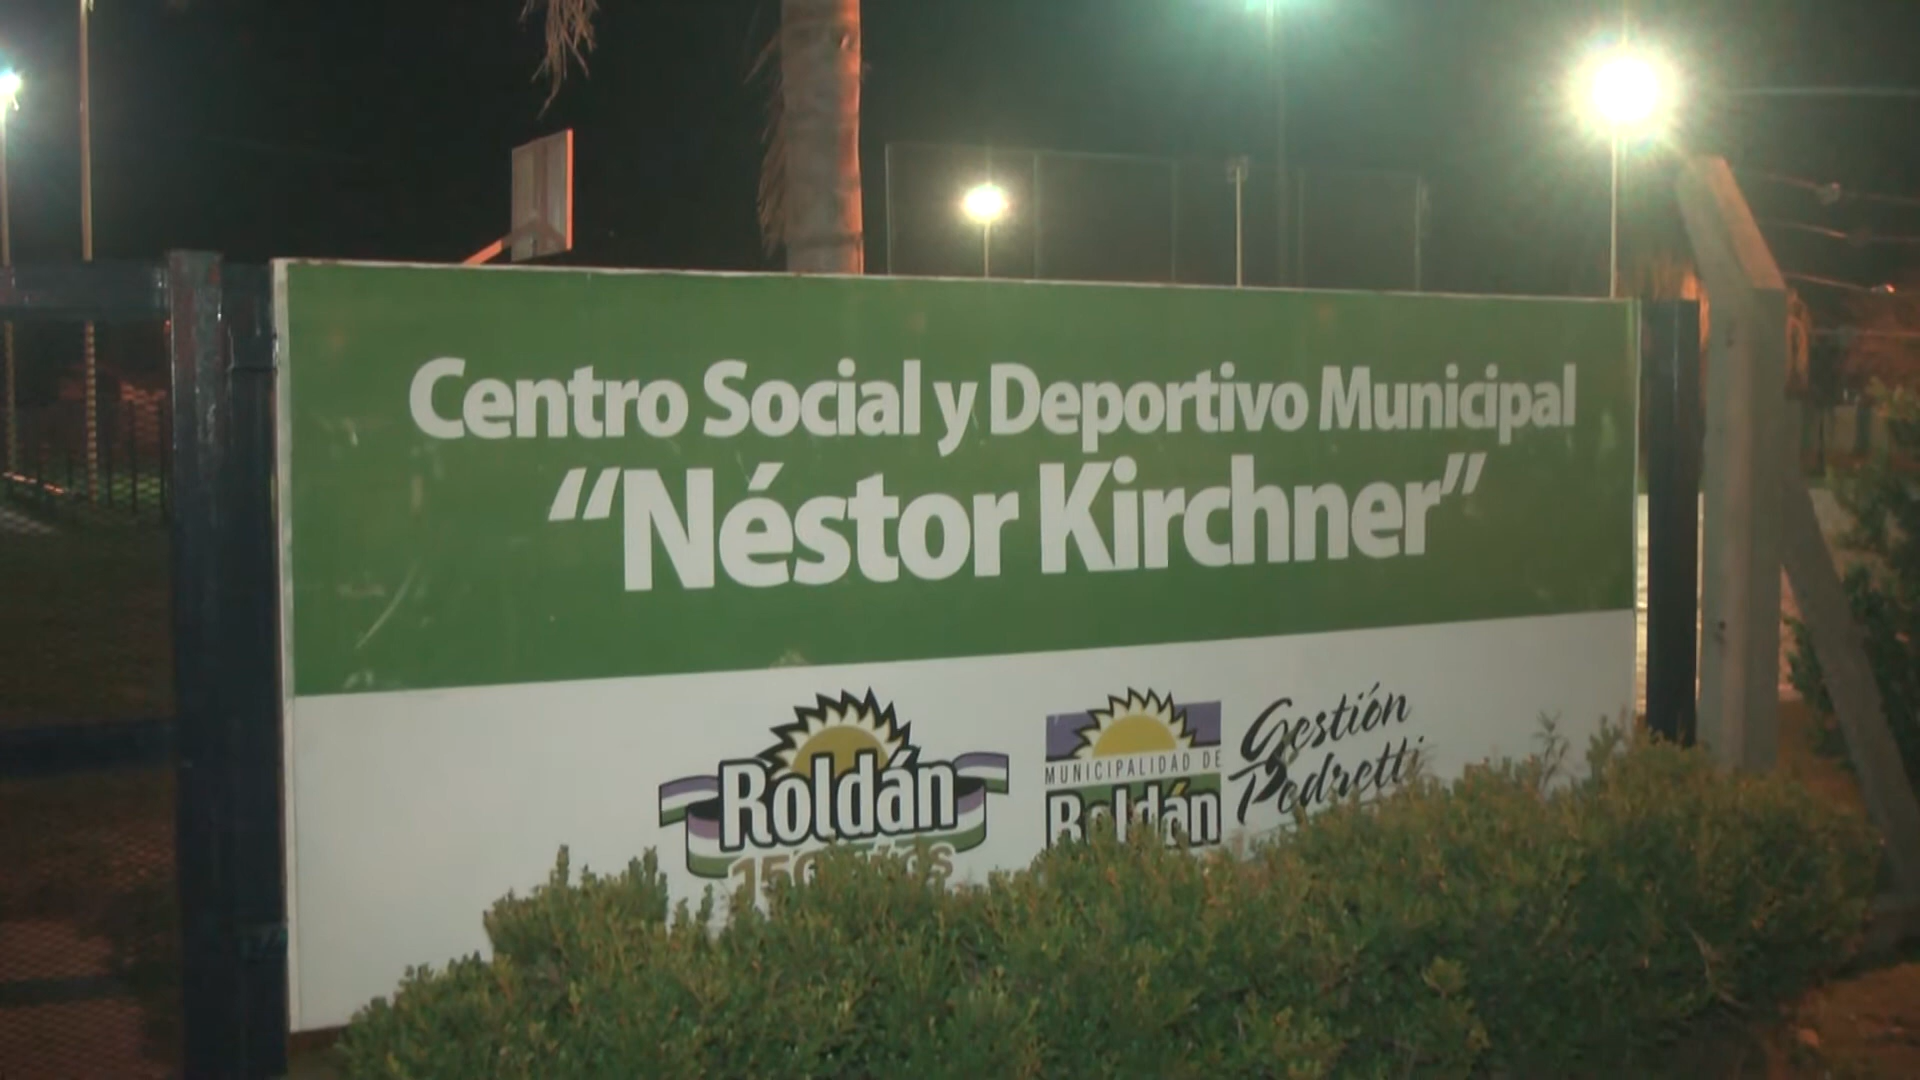 Centro Social y Deportivo Municipal
“Néstor Kirchner”
Roldán
MUNICIPALIDAD DE
Roldán
Gestión
Pedretti